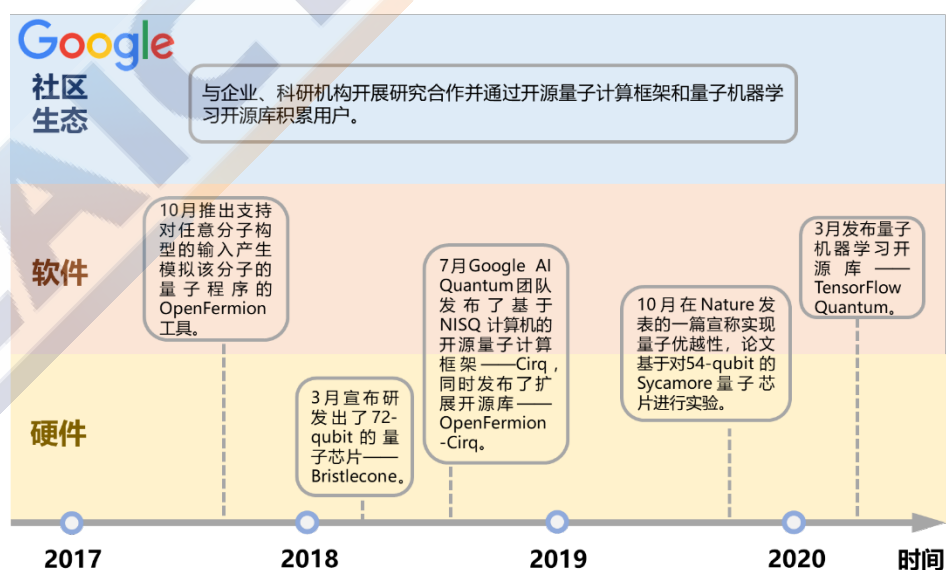 Google
社区
生态
与企业、科研机构开展研究合作并通过开源量子计算框架和量子机器学
习开源库积累用户。
软件
10月推出支持
对任意分子构
型的输入产生
模拟该分子的
量子程序的
OpenFermion
工具。
7月Google AI
Quantum团队
发布了基于
NISQ 计算机的
开源量子计算
框架——Cirq，
同时发布了扩
展开源库——
OpenFermion
-Cirq。
3月发布量子
机器学习开
源库——
TensorFlow
Quantum。
10月在Nature发
表的一篇宣称实现
量子优越性，论文
基于对54-qubit的
Sycamore量子芯
片进行实验。
硬件
3月宣布研
发出了72-
qubit的量
子芯片——
Bristlecone。
2017
2018
2019
2020
时间